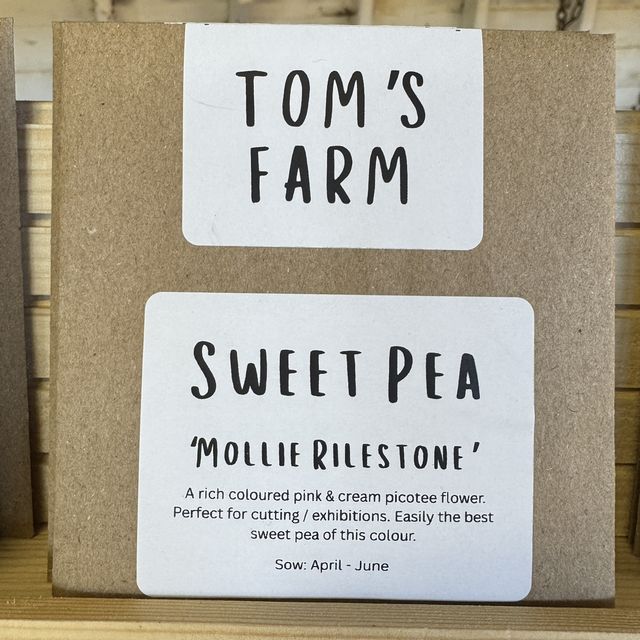 TOM'S
FARM
SWEET PEA
'MOLLIE RILESTONE'
A rich coloured pink & cream picotee flower.
Perfect for cutting / exhibitions. Easily the best
sweet pea of this colour.
Sow: April - June